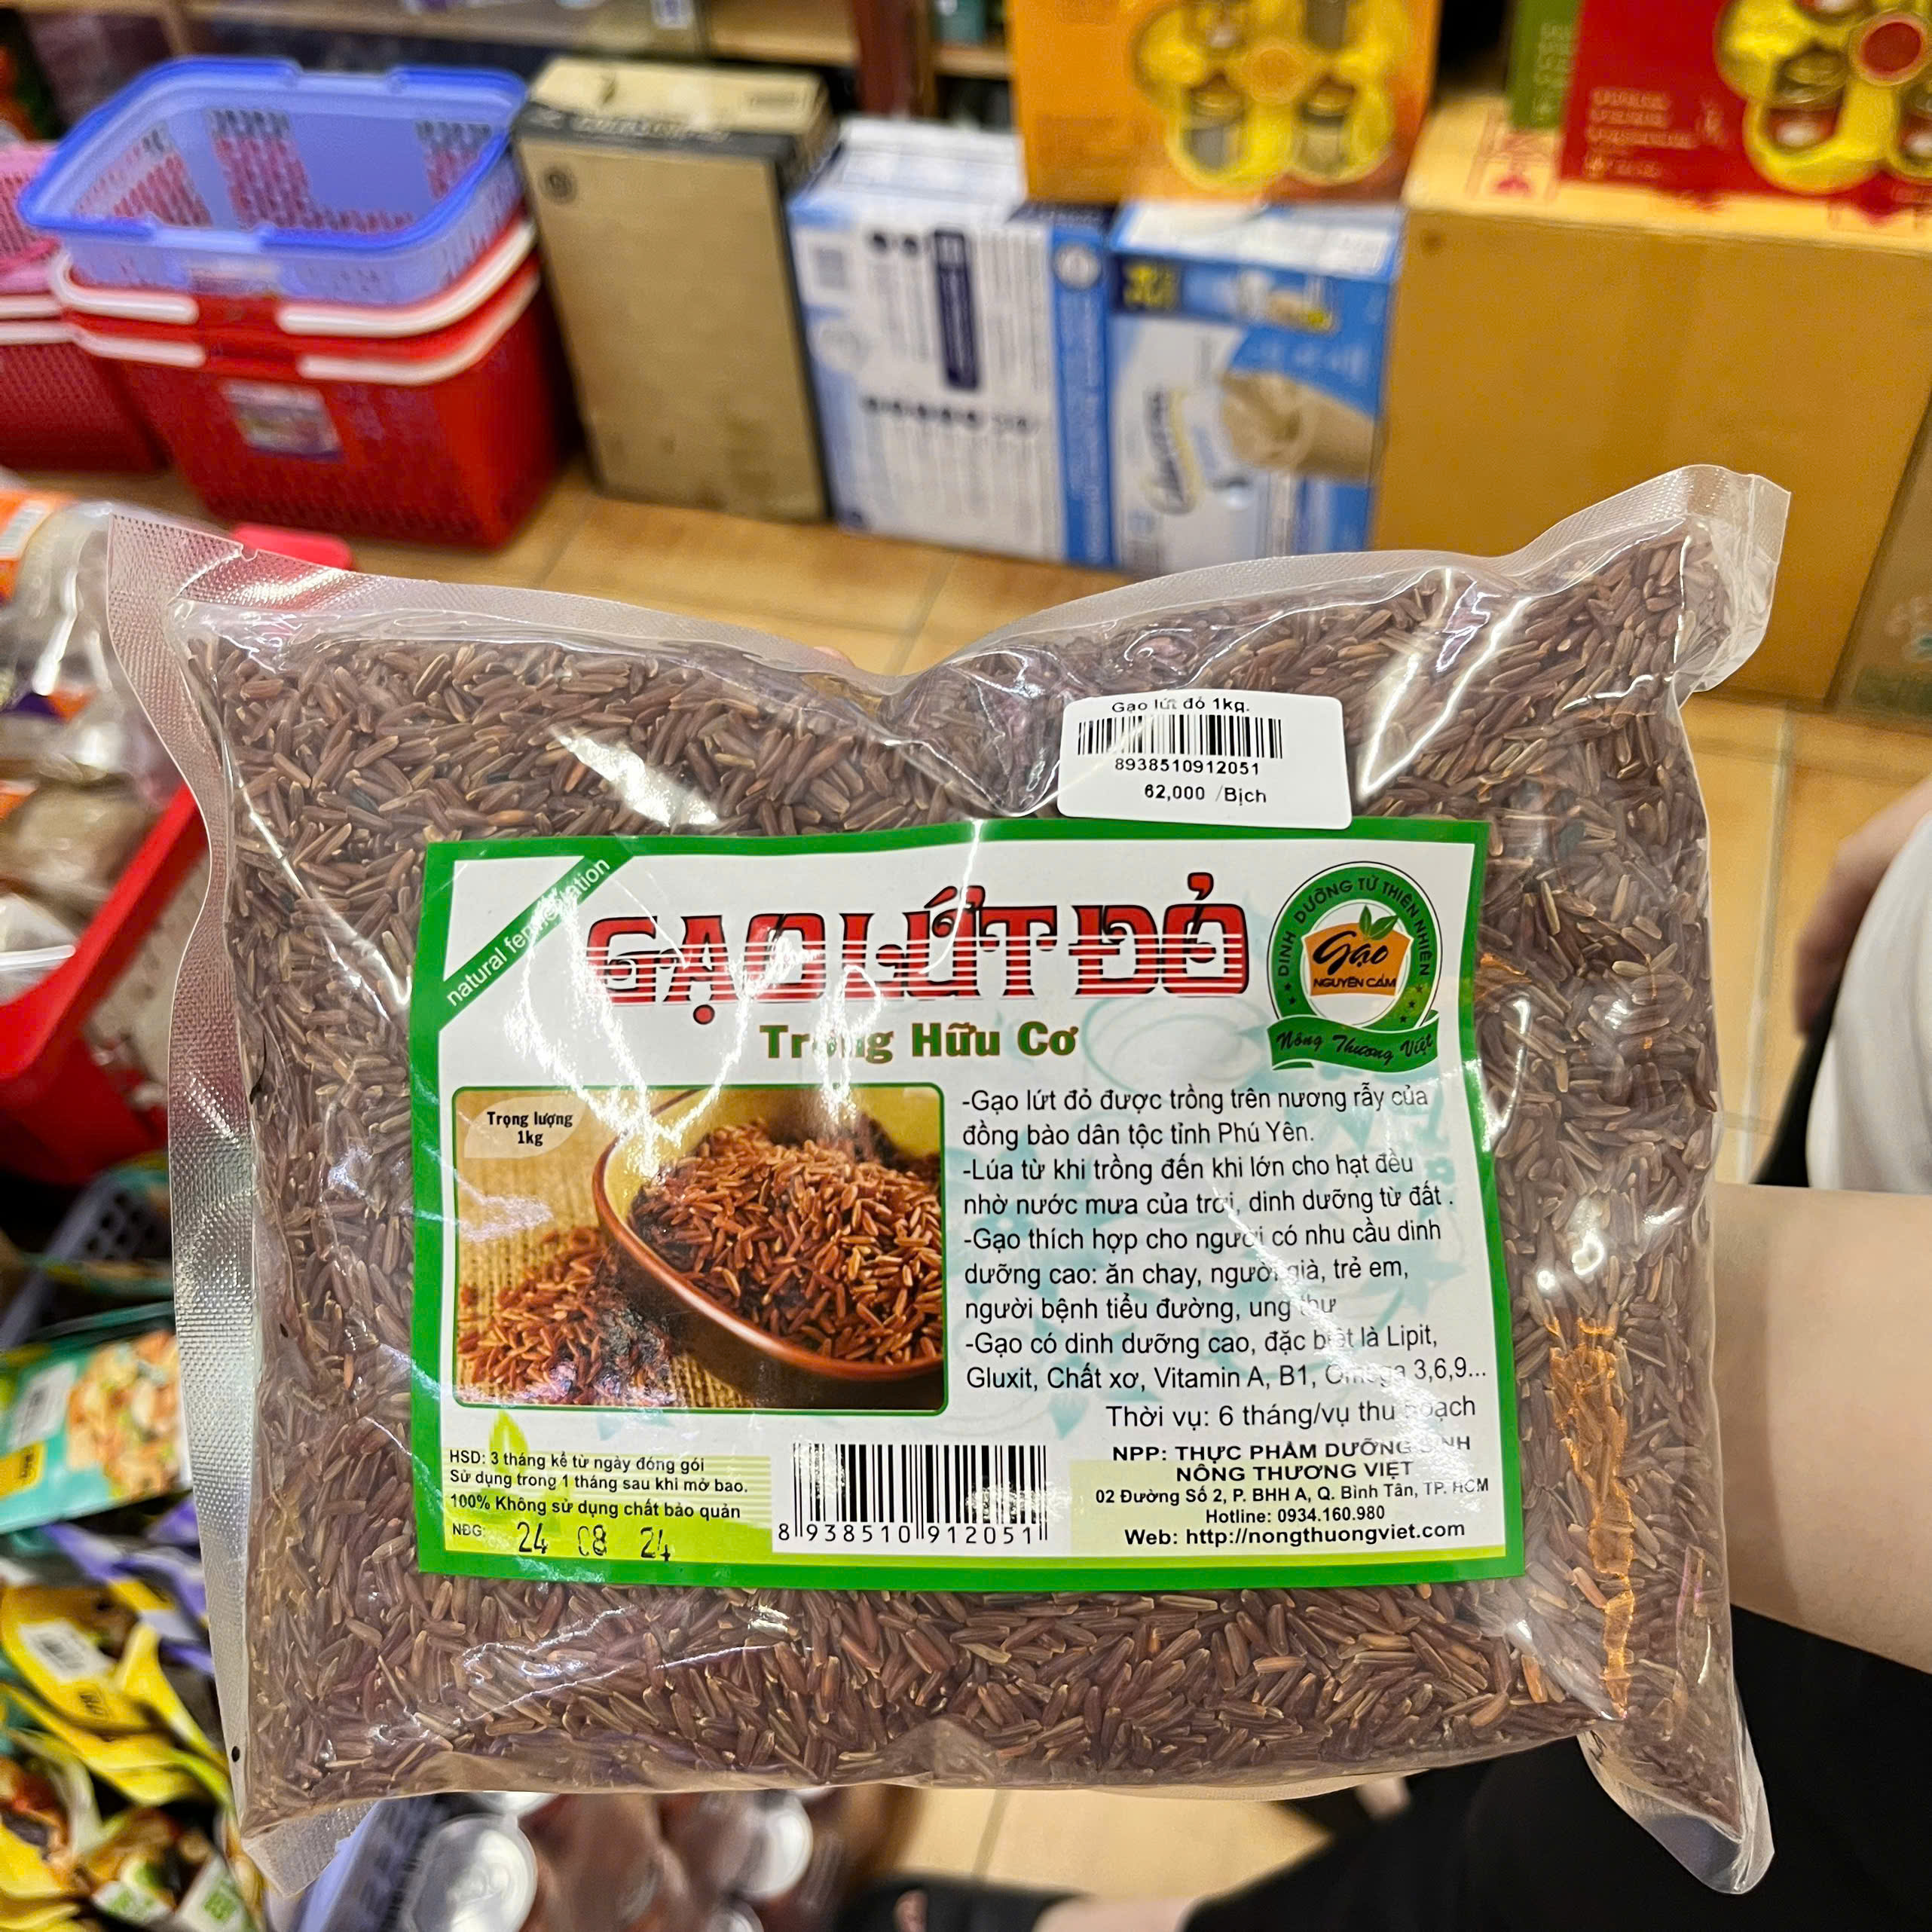 Gạo lứt đỏ 1kg.
8938510912051
62,000 /Bịch
natural fermentation
GẠO LỨT ĐỎ
Trồng Hữu Cơ
DINH DƯỠNG TỪ THIÊN NHIÊN
Gạo
NGUYÊN CÁM
Nông Thương Việt
Trọng lượng
1kg
-Gạo lứt đỏ được trồng trên nương rẫy của
đồng bào dân tộc tỉnh Phú Yên.
-Lúa từ khi trồng đến khi lớn cho hạt đều
nhờ nước mưa của trời, dinh dưỡng từ đất .
-Gạo thích hợp cho người có nhu cầu dinh
dưỡng cao: ăn chay, người già, trẻ em,
người bệnh tiểu đường, ung thư
-Gạo có dinh dưỡng cao, đặc biệt là Lipit,
Gluxit, Chất xơ, Vitamin A, B1, Omega 3,6,9...
Thời vụ: 6 tháng/vụ thu hoạch
HSD: 3 tháng kể từ ngày đóng gói
Sử dụng trong 1 tháng sau khi mở bao.
100% Không sử dụng chất bảo quản
NĐG: 24 08 24
8 938510 912051
NPP: THỰC PHẨM DƯỠNG SINH
NÔNG THƯƠNG VIỆT
02 Đường Số 2, P. BHH A, Q. Bình Tân, TP. HCM
Hotline: 0934.160.980
Web: http://nongthuongviet.com